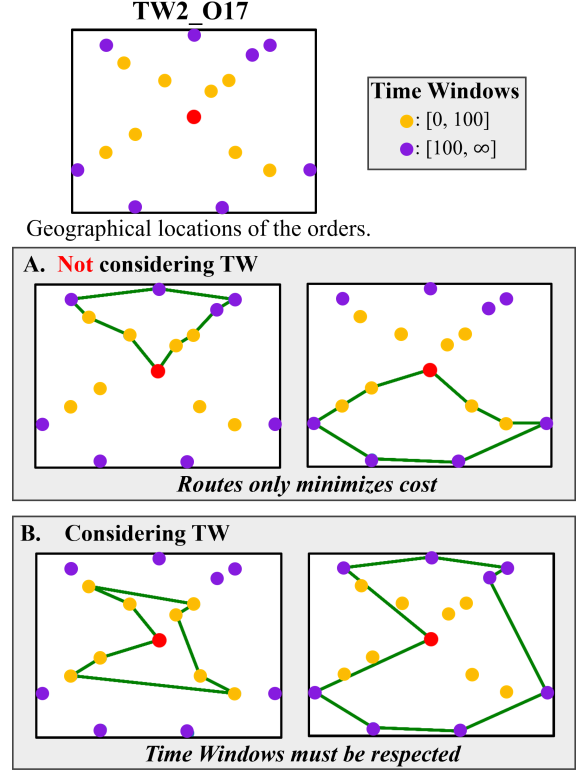 TW2_O17
Time Windows
: [0, 100]
: [100, ∞]
Geographical locations of the orders.
A. Not considering TW
Routes only minimizes cost
B. Considering TW
Time Windows must be respected